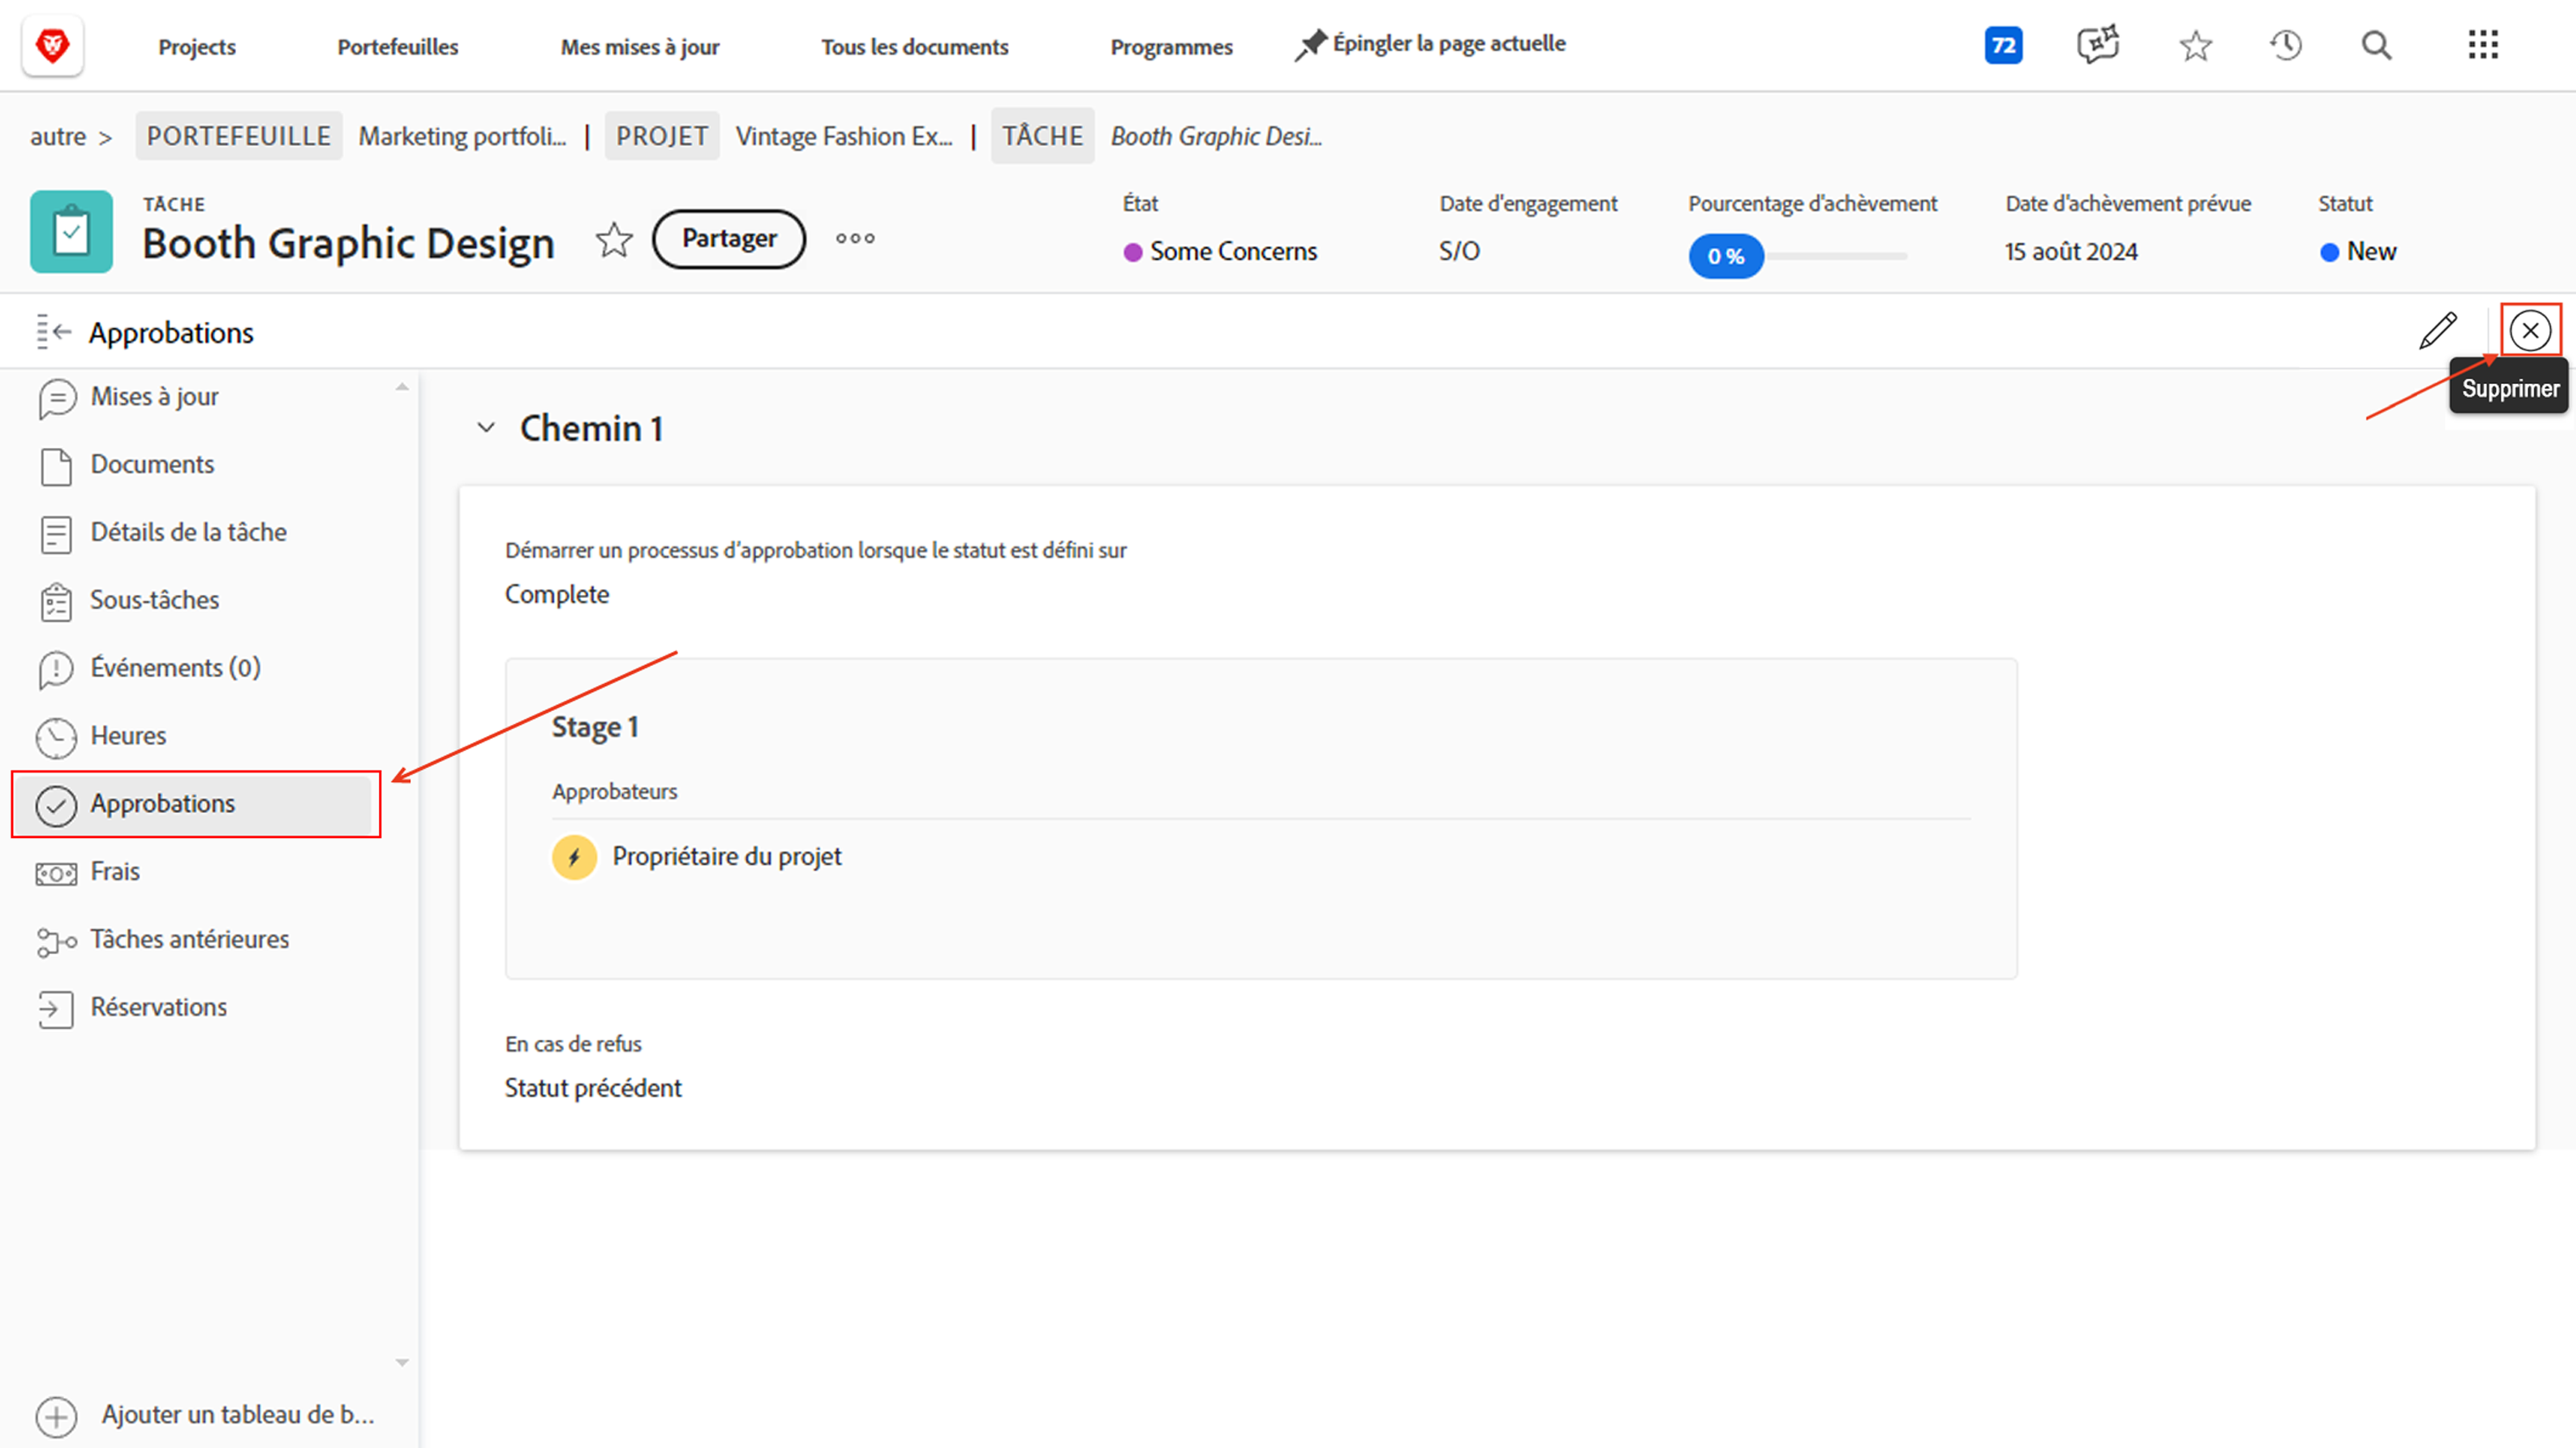 Projects Portefeuilles Mes mises à jour Tous les documents Programmes Épingler la page actuelle 72
autre > PORTEFEUILLE Marketing portfoli... | PROJET Vintage Fashion Ex... | TÂCHE Booth Graphic Desi...
TÂCHE
Booth Graphic Design Partager
État Date d'engagement Pourcentage d'achèvement Date d'achèvement prévue Statut
Some Concerns S/O 0 % 15 août 2024 New
Approbations
Supprimer
Mises à jour
Documents
Détails de la tâche
Sous-tâches
Événements (0)
Heures
Approbations
Frais
Tâches antérieures
Réservations
Ajouter un tableau de b...
Chemin 1
Démarrer un processus d'approbation lorsque le statut est défini sur
Complete
Stage 1
Approbateurs
Propriétaire du projet
En cas de refus
Statut précédent